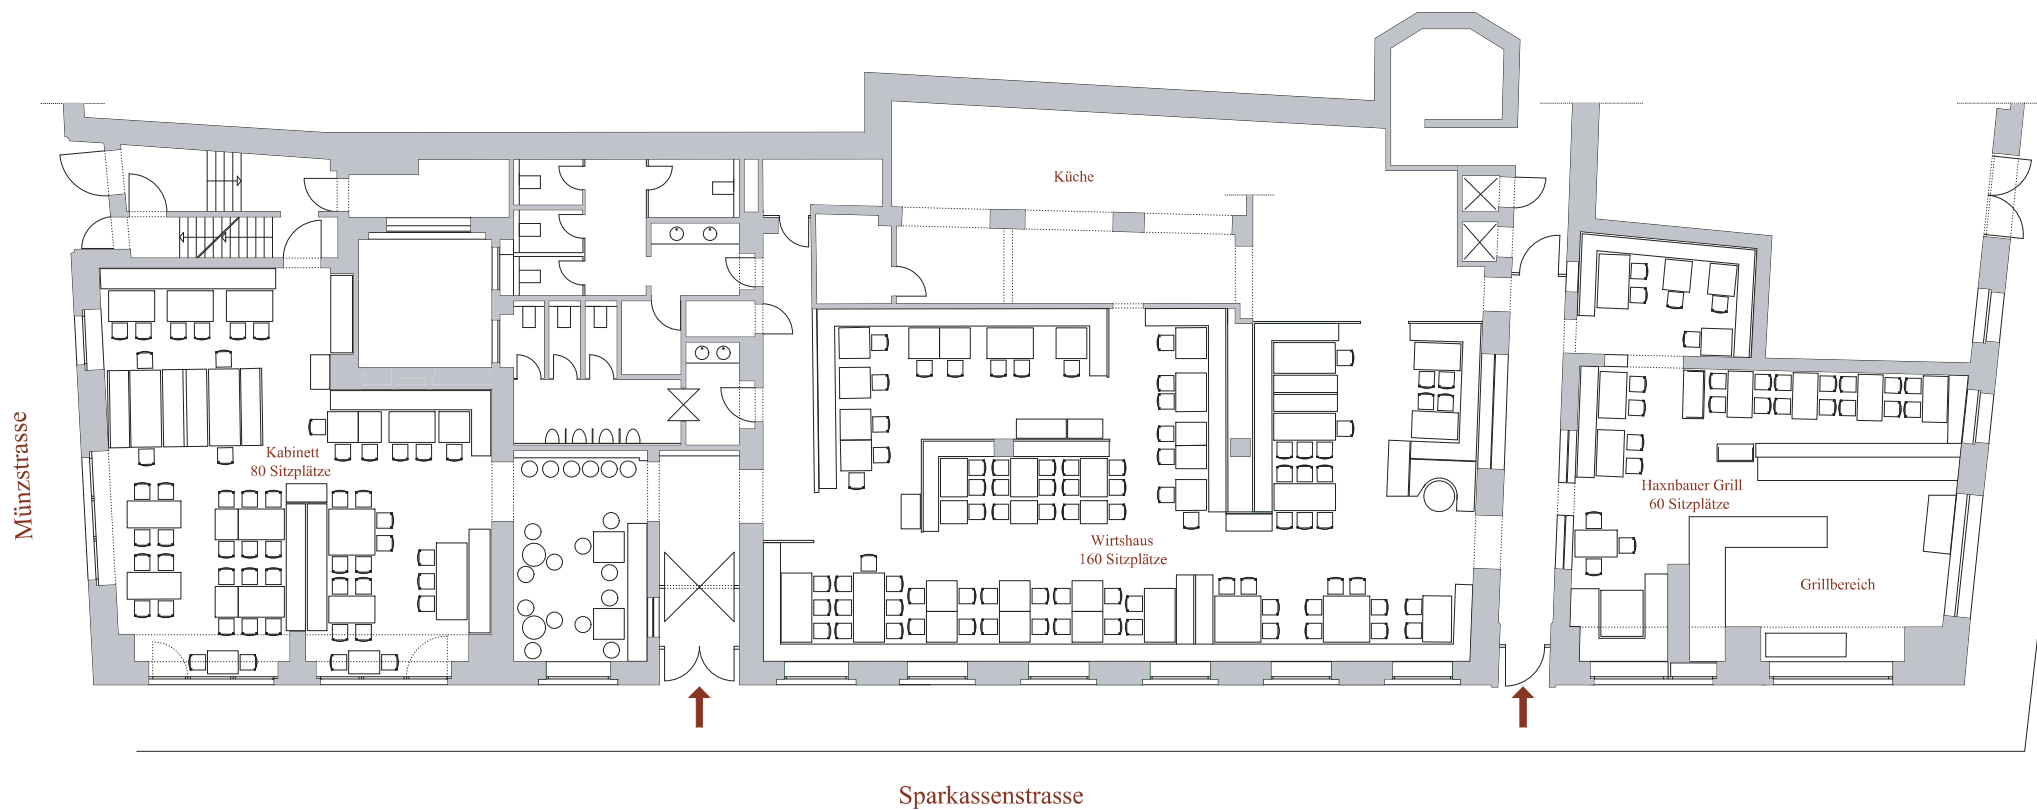 Küche
Münzstrasse
Kabinett
80 Sitzplätze
Haxnbauer Grill
60 Sitzplätze
Wirtshaus
160 Sitzplätze
Grillbereich
Sparkassenstrasse